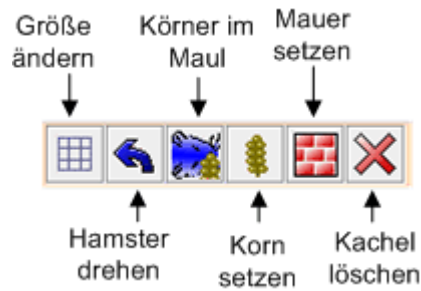 Größe
ändern
Körner im
Maul
Mauer
setzen
Hamster
drehen
Korn
setzen
Kachel
löschen